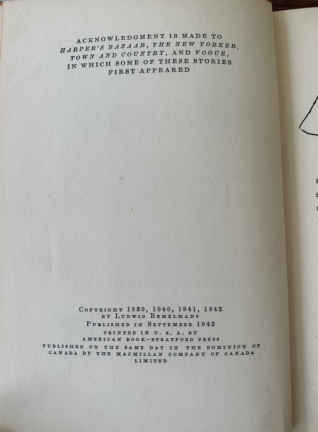 ACKNOWLEDGMENT IS MADE TO
HARPER'S BAZAAR, THE NEW YORKER,
TOWN AND COUNTRY, AND VOGUE,
IN WHICH SOME OF THESE STORIES
FIRST APPEARED
COPYRIGHT 1939, 1940, 1941, 1942
BY LUDWIG BEMELMANS
PUBLISHED IN SEPTEMBER 1942
PRINTED IN U. S. A. BY
AMERICAN BOOK–STRATFORD PRESS
PUBLISHED ON THE SAME DAY IN THE DOMINION OF
CANADA BY THE MACMILLAN COMPANY OF CANADA
LIMITED